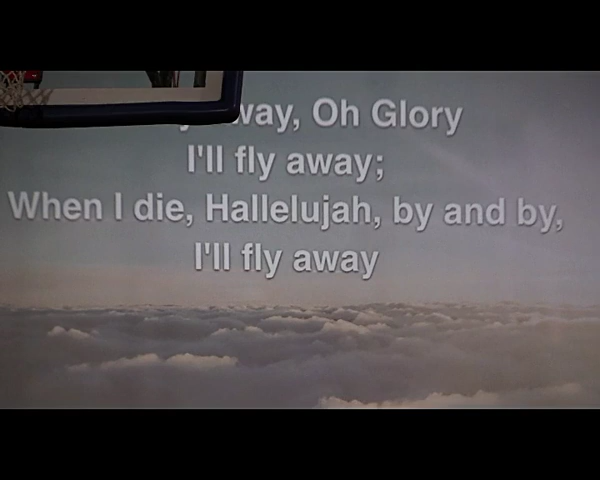 way, Oh Glory
I'll fly away;
When I die, Hallelujah, by and by,
I'll fly away